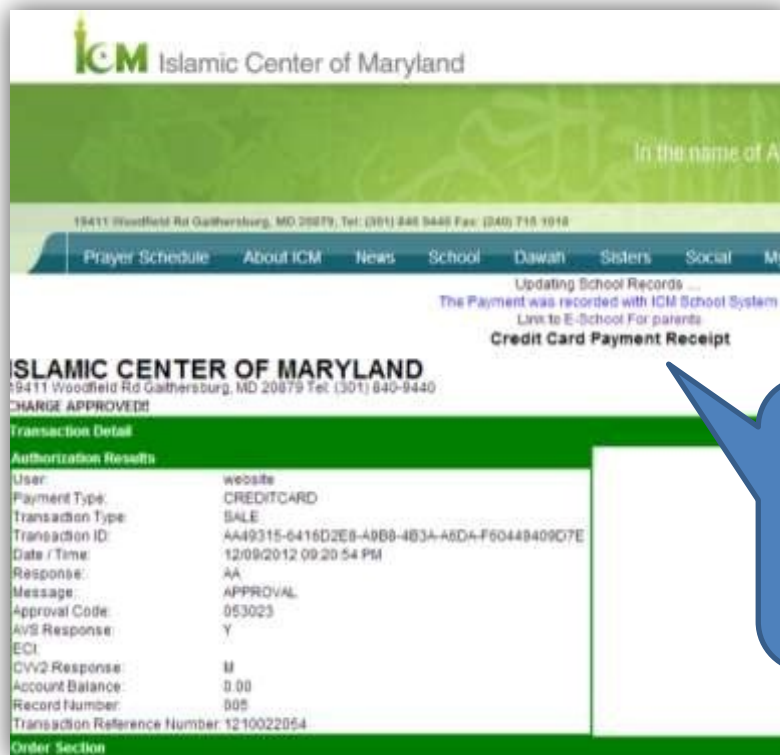 ICM Islamic Center of Maryland
In the name of A
19411 Woodfield Rd Gaithersburg, MD 20879, Tel: (301) 840 9440 Fax: (240) 715 1018
Prayer Schedule About ICM News School Dawah Sisters Social My
Updating School Records ...
The Payment was recorded with ICM School System
Link to E-School For parents
Credit Card Payment Receipt
ISLAMIC CENTER OF MARYLAND
19411 Woodfield Rd Gaithersburg, MD 20879 Tel: (301) 840-9440
CHARGE APPROVED!!
Transaction Detail
Authorization Results
User: website
Payment Type: CREDITCARD
Transaction Type: SALE
Transaction ID: AA49315-6416D2E8-A9B8-4B3A-A6DA-F60449409D7E
Date / Time: 12/09/2012 09:20:54 PM
Response: AA
Message: APPROVAL
Approval Code: 053023
AVS Response: Y
ECI:
CVV2 Response: M
Account Balance: 0.00
Record Number: 005
Transaction Reference Number: 1210022054
Order Section